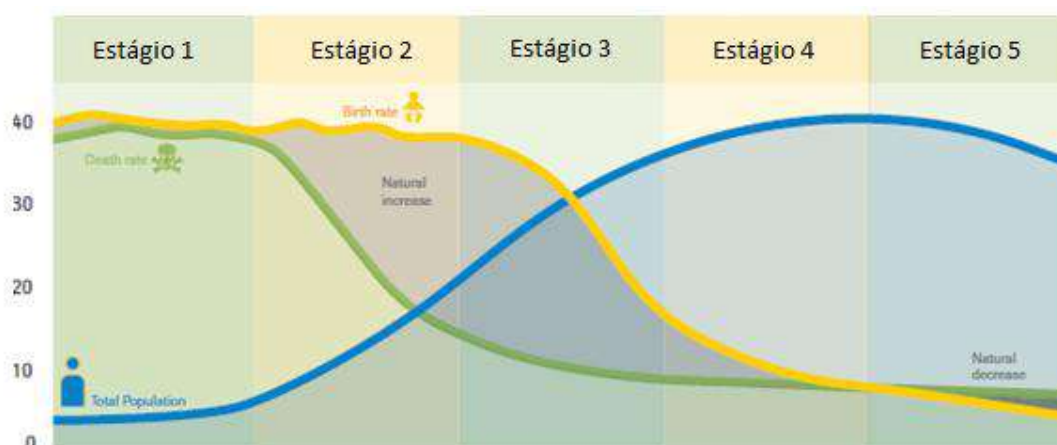 Estágio 1
Estágio 2
Estágio 3
Estágio 4
Estágio 5
40
30
20
10
0
Birth rate
Death rate
Natural
increase
Total Population
Natural
decrease